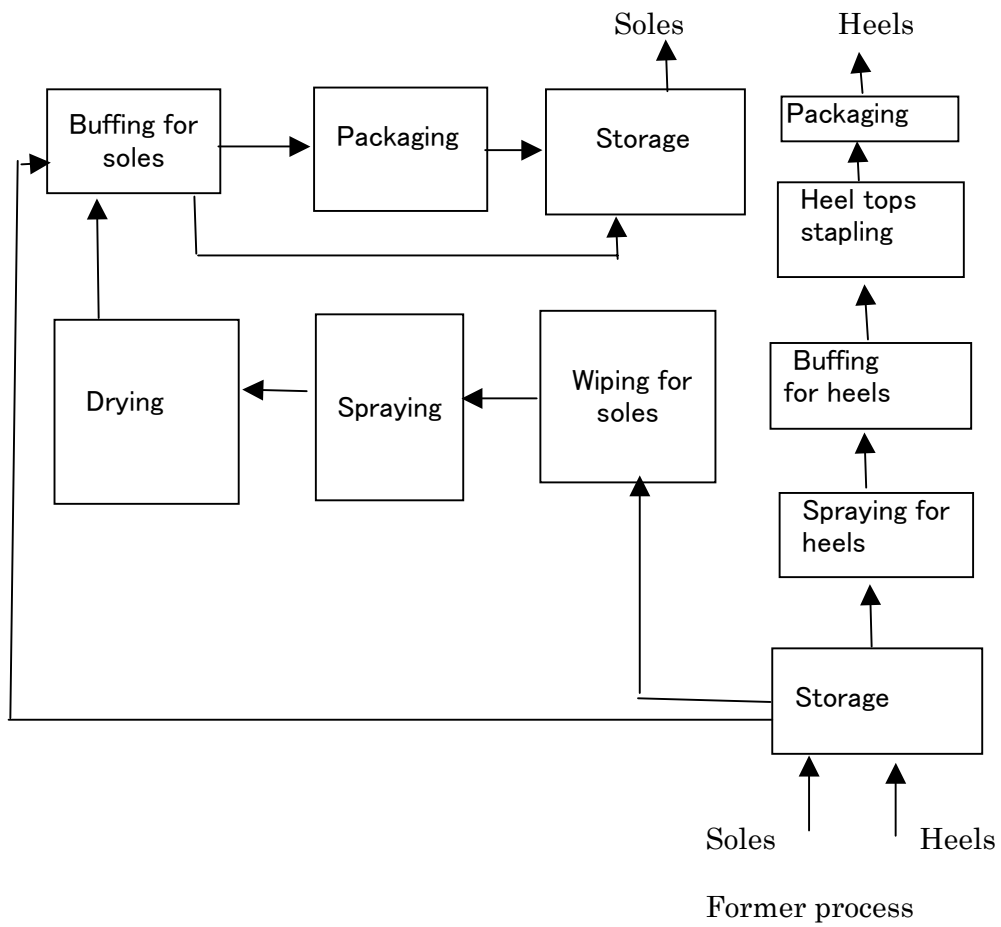 Soles
Heels
Buffing for
soles
Packaging
Storage
Packaging
Heel tops
stapling
Drying
Spraying
Wiping for
soles
Buffing
for heels
Spraying for
heels
Storage
Soles
Heels
Former process